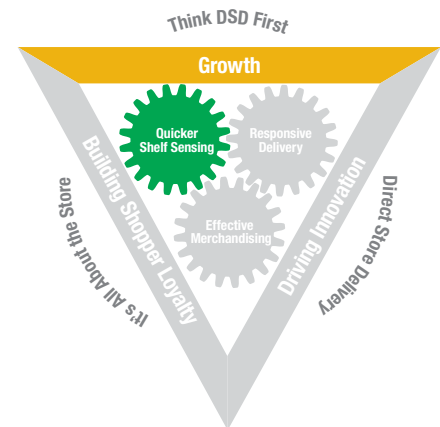 Think DSD First
Growth
Quicker
Shelf Sensing
Responsive
Delivery
Effective
Merchandising
Building Shopper Loyalty
Driving Innovation
It's All About the Store
Direct Store Delivery